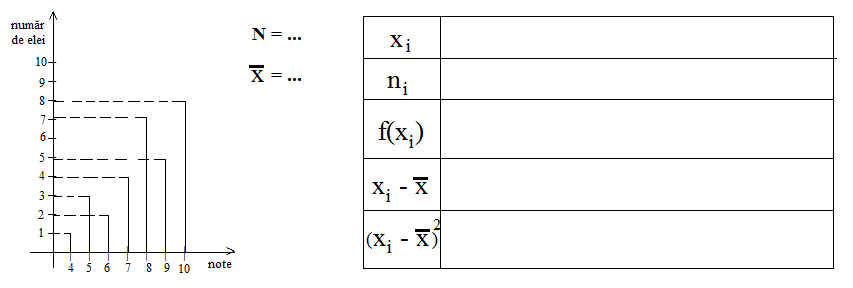 număr
de elei
10
9
8
7
6
5
4
3
2
1
4 5 6 7 8 9 10
note
N = ...
x̅ = ...
xᵢ
nᵢ
f(xᵢ)
xᵢ - x̅
(xᵢ - x̅)²